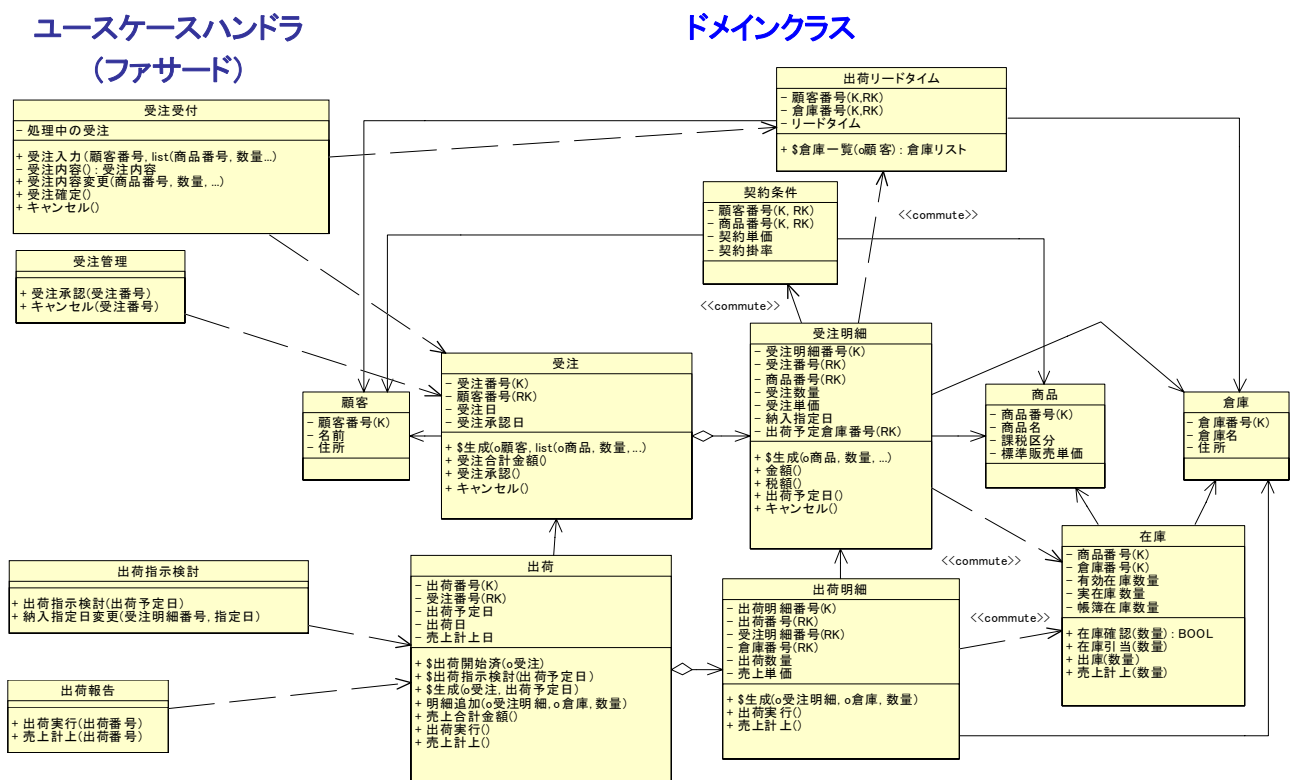 ユースケースハンドラ
(ファサード)
ドメインクラス
受注受付
- 処理中の受注
+ 受注入力(顧客番号, list(商品番号, 数量...)
- 受注内容() : 受注内容
+ 受注内容変更(商品番号, 数量, ...)
+ 受注確定()
+ キャンセル()
受注管理
+ 受注承認(受注番号)
+ キャンセル(受注番号)
出荷指示検討
+ 出荷指示検討(出荷予定日)
+ 納入指定日変更(受注明細番号, 指定日)
出荷報告
+ 出荷実行(出荷番号)
+ 売上計上(出荷番号)
出荷リードタイム
- 顧客番号(K,RK)
- 倉庫番号(K,RK)
- リードタイム
+ $倉庫一覧(o顧客) : 倉庫リスト
契約条件
- 顧客番号(K, RK)
- 商品番号(K, RK)
- 契約単価
- 契約掛率
<<commute>>
<<commute>>
顧客
- 顧客番号(K)
- 名前
- 住所
受注
- 受注番号(K)
- 顧客番号(RK)
- 受注日
- 受注承認日
+ $生成(o顧客, list(o商品, 数量,...)
+ 受注合計金額()
+ 受注承認()
+ キャンセル()
受注明細
- 受注明細番号(K)
- 受注番号(RK)
- 商品番号(RK)
- 受注数量
- 受注単価
- 納入指定日
- 出荷予定倉庫番号(RK)
+ $生成(o商品, 数量, ...)
+ 金額()
+ 税額()
+ 出荷予定日()
+ キャンセル()
商品
- 商品番号(K)
- 商品名
- 課税区分
- 標準販売単価
倉庫
- 倉庫番号(K)
- 倉庫名
- 住所
<<commute>>
<<commute>>
在庫
- 商品番号(K)
- 倉庫番号(K)
- 有効在庫数量
- 実在庫数量
- 帳簿在庫数量
+ 在庫確認(数量) : BOOL
+ 在庫引当(数量)
+ 出庫(数量)
+ 売上計上(数量)
出荷
- 出荷番号(K)
- 受注番号(RK)
- 出荷予定日
- 出荷日
- 売上計上日
+ $出荷開始済(o受注)
+ $出荷指示検討(出荷予定日)
+ $生成(o受注, 出荷予定日)
+ 明細追加(o受注明細, o倉庫, 数量)
+ 売上合計金額()
+ 出荷実行()
+ 売上計上()
出荷明細
- 出荷明細番号(K)
- 出荷番号(RK)
- 受注明細番号(RK)
- 倉庫番号(RK)
- 出荷数量
- 売上単価
+ $生成(o受注明細, o倉庫, 数量)
+ 出荷実行()
+ 売上計上()